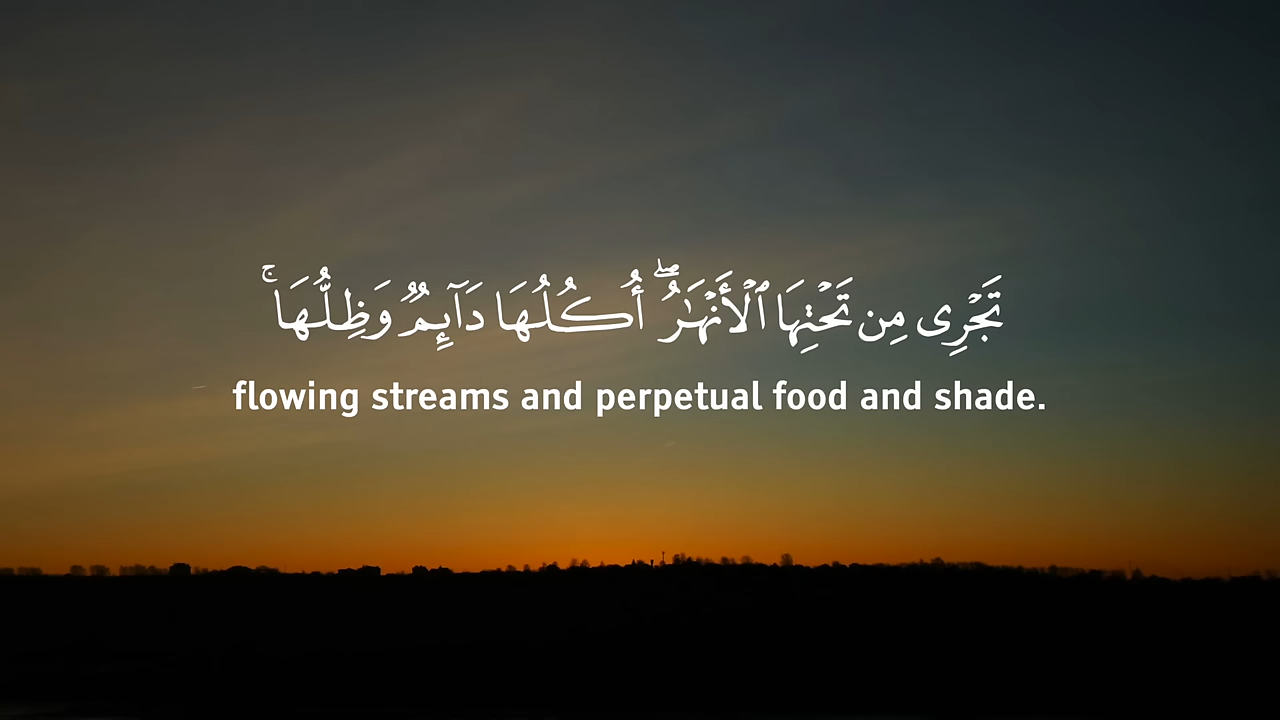 تَجْرِى مِن تَحْتِهَا ٱلْأَنْهَـٰرُ ۖ أُكُلُهَا دَآئِمٌ وَظِلُّهَا ۚ
flowing streams and perpetual food and shade.